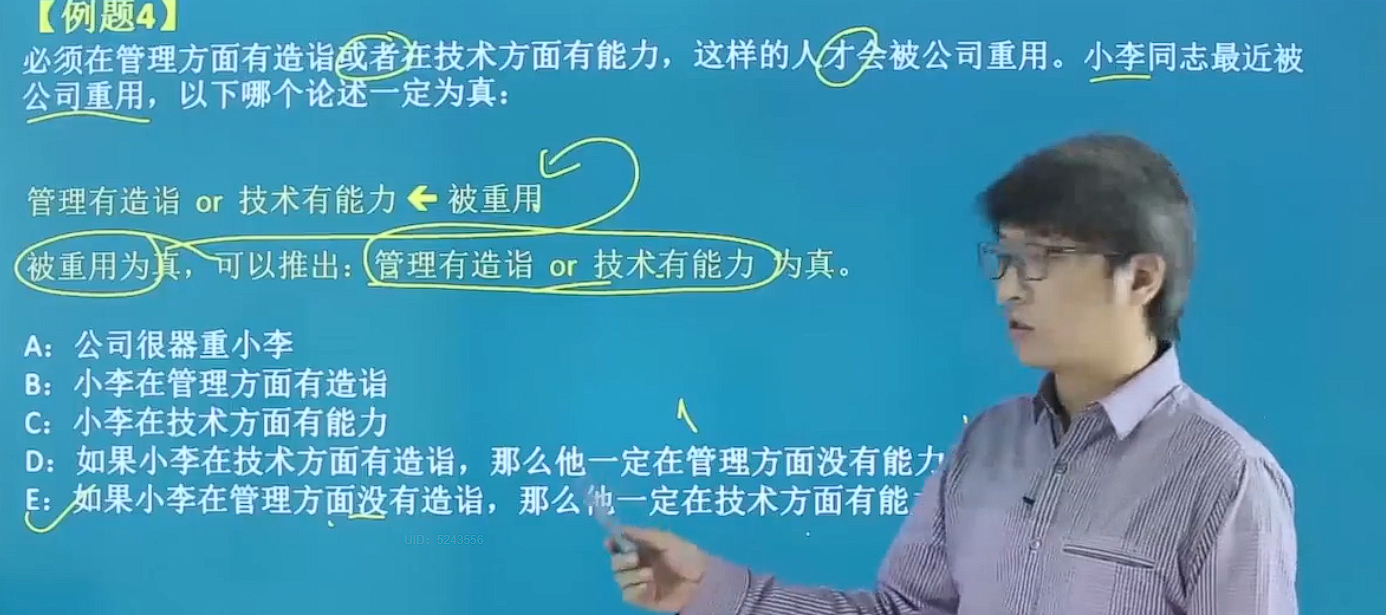 【例题4】
必须在管理方面有造诣或者在技术方面有能力，这样的人才会被公司重用。小李同志最近被
公司重用，以下哪个论述一定为真：
管理有造诣 or 技术有能力 ← 被重用
被重用为真，可以推出：管理有造诣 or 技术有能力 为真。
A：公司很器重小李
B：小李在管理方面有造诣
C：小李在技术方面有能力
D：如果小李在技术方面有造诣，那么他一定在管理方面没有能力
E：如果小李在管理方面没有造诣，那么他一定在技术方面有能
UID：5243556